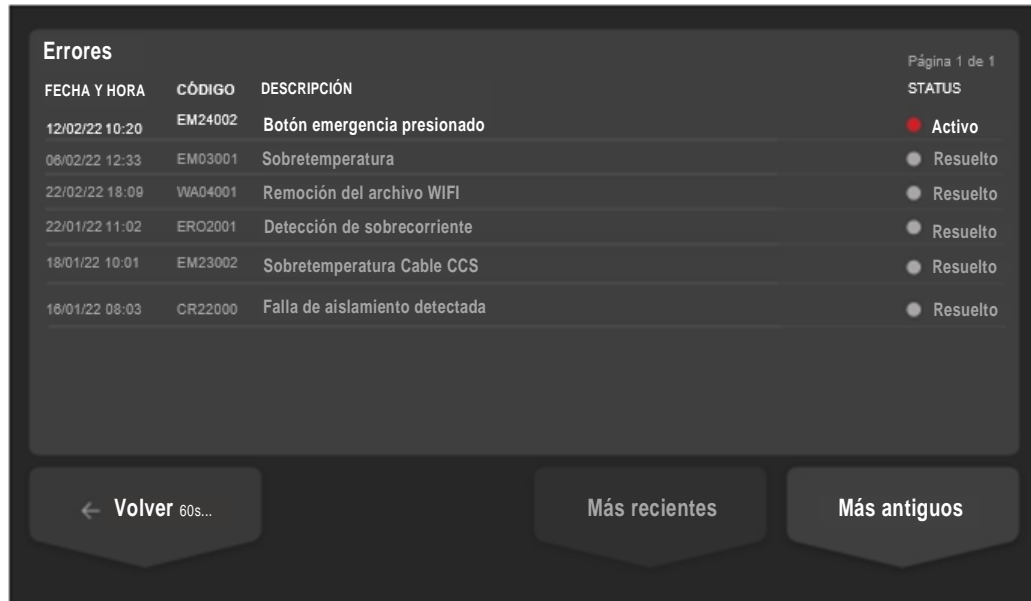 Errores
Página 1 de 1
FECHA Y HORA CÓDIGO DESCRIPCIÓN STATUS
12/02/22 10:20 EM24002 Botón emergencia presionado Activo
06/02/22 12:33 EM03001 Sobretemperatura Resuelto
22/02/22 18:09 WA04001 Remoción del archivo WIFI Resuelto
22/01/22 11:02 ERO2001 Detección de sobrecorriente Resuelto
18/01/22 10:01 EM23002 Sobretemperatura Cable CCS Resuelto
16/01/22 08:03 CR22000 Falla de aislamiento detectada Resuelto
← Volver 60s... Más recientes Más antiguos